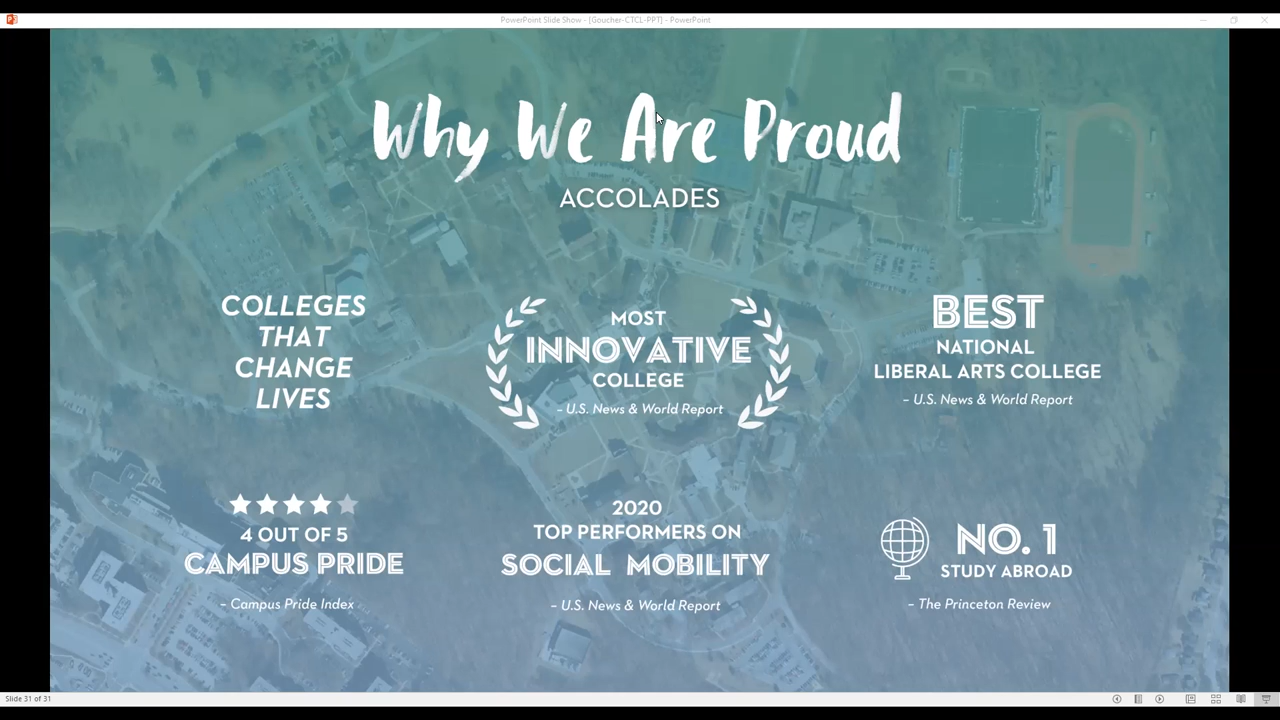 PowerPoint Slide Show - [Goucher-CTCL-PPT] - PowerPoint
Why We Are Proud
ACCOLADES
COLLEGES
THAT
CHANGE
LIVES
MOST
INNOVATIVE
COLLEGE
– U.S. News & World Report
BEST
NATIONAL
LIBERAL ARTS COLLEGE
– U.S. News & World Report
4 OUT OF 5
CAMPUS PRIDE
– Campus Pride Index
2020
TOP PERFORMERS ON
SOCIAL MOBILITY
– U.S. News & World Report
NO. 1
STUDY ABROAD
– The Princeton Review
Slide 31 of 31